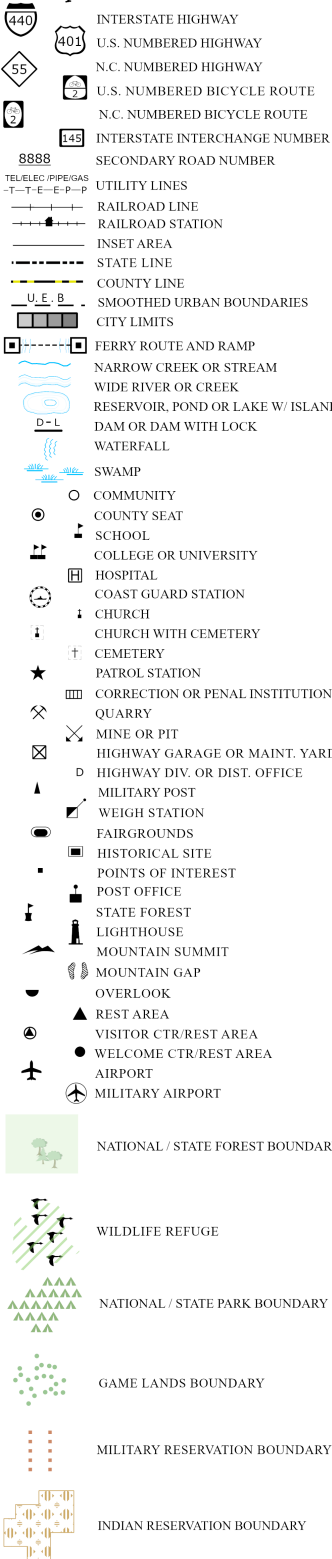 440 INTERSTATE HIGHWAY
401 U.S. NUMBERED HIGHWAY
55 N.C. NUMBERED HIGHWAY
2 U.S. NUMBERED BICYCLE ROUTE
2 N.C. NUMBERED BICYCLE ROUTE
145 INTERSTATE INTERCHANGE NUMBER
8888 SECONDARY ROAD NUMBER
TEL/ELEC /PIPE/GAS
-T—T-E—E-P—P UTILITY LINES
RAILROAD LINE
RAILROAD STATION
INSET AREA
STATE LINE
COUNTY LINE
U.E.B SMOOTHED URBAN BOUNDARIES
CITY LIMITS
FERRY ROUTE AND RAMP
NARROW CREEK OR STREAM
WIDE RIVER OR CREEK
RESERVOIR, POND OR LAKE W/ ISLANI
D-L DAM OR DAM WITH LOCK
WATERFALL
SWAMP
COMMUNITY
COUNTY SEAT
SCHOOL
COLLEGE OR UNIVERSITY
H HOSPITAL
COAST GUARD STATION
CHURCH
CHURCH WITH CEMETERY
CEMETERY
PATROL STATION
CORRECTION OR PENAL INSTITUTION
QUARRY
MINE OR PIT
HIGHWAY GARAGE OR MAINT. YARI
D HIGHWAY DIV. OR DIST. OFFICE
MILITARY POST
WEIGH STATION
FAIRGROUNDS
HISTORICAL SITE
POINTS OF INTEREST
POST OFFICE
STATE FOREST
LIGHTHOUSE
MOUNTAIN SUMMIT
MOUNTAIN GAP
OVERLOOK
REST AREA
VISITOR CTR/REST AREA
WELCOME CTR/REST AREA
AIRPORT
MILITARY AIRPORT
NATIONAL / STATE FOREST BOUNDAR
WILDLIFE REFUGE
NATIONAL / STATE PARK BOUNDARY
GAME LANDS BOUNDARY
MILITARY RESERVATION BOUNDARY
INDIAN RESERVATION BOUNDARY